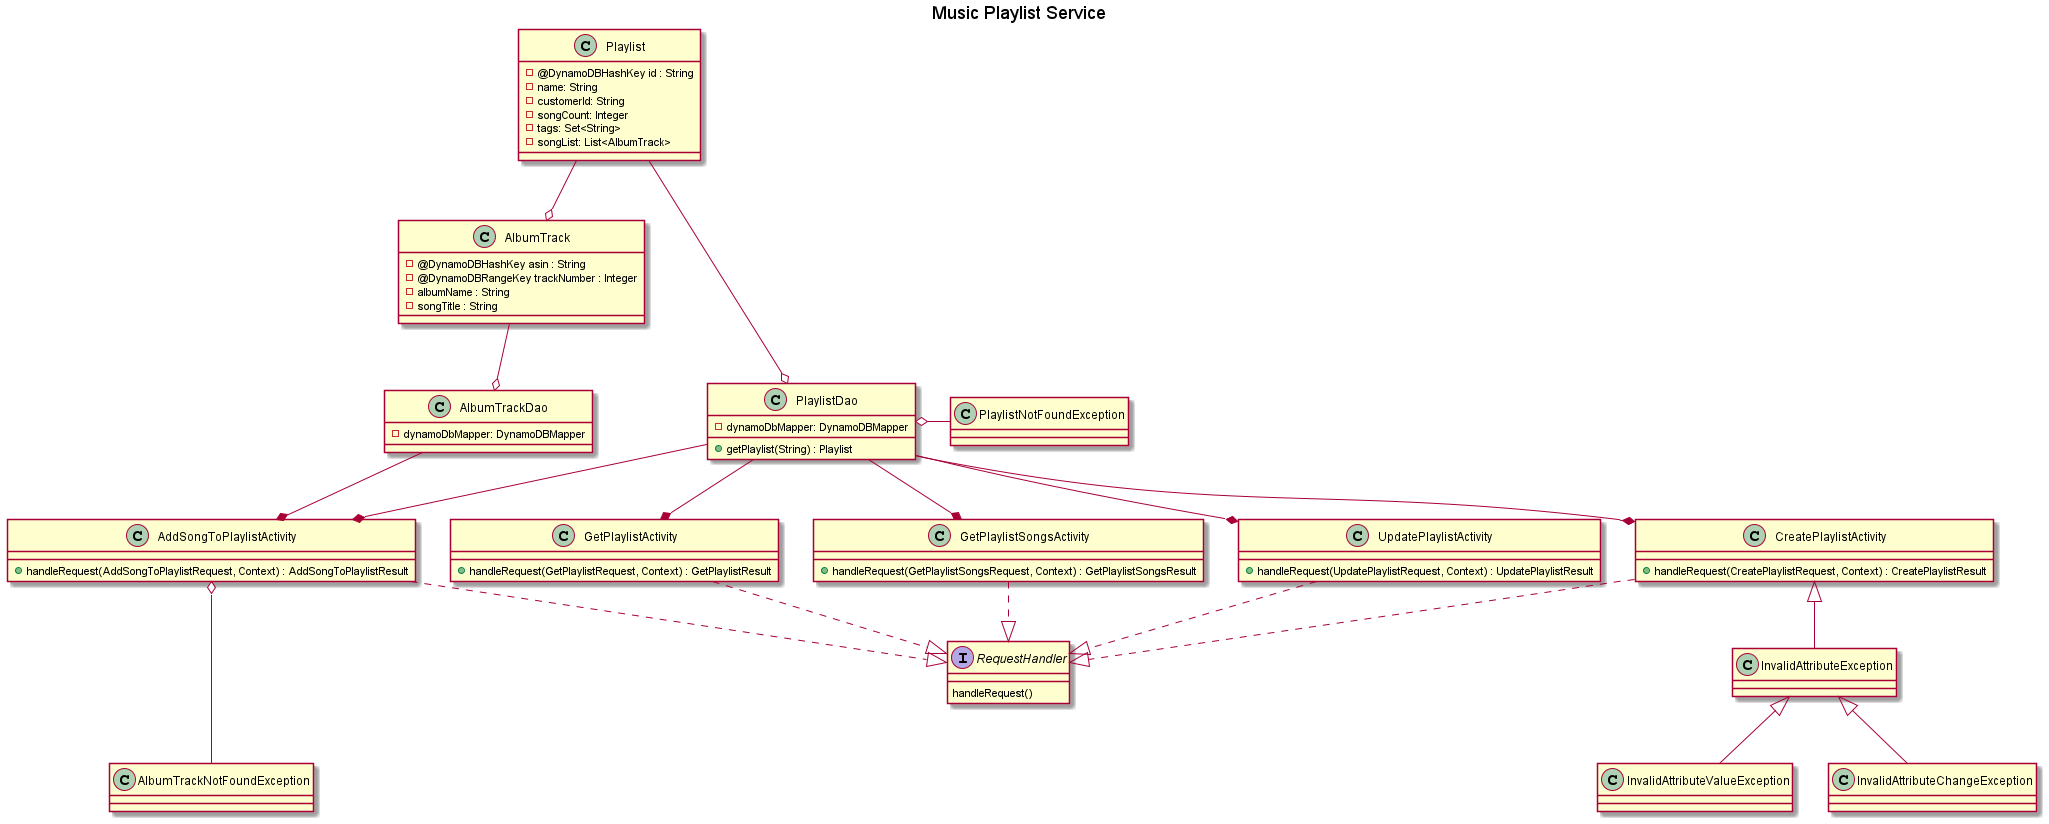 Music Playlist Service
C Playlist
@DynamoDBHashKey id : String
name: String
customerId: String
songCount: Integer
tags: Set<String>
songList: List<AlbumTrack>
C AlbumTrack
@DynamoDBHashKey asin : String
@DynamoDBRangeKey trackNumber : Integer
albumName : String
songTitle : String
C AlbumTrackDao
dynamoDbMapper: DynamoDBMapper
C PlaylistDao
dynamoDbMapper: DynamoDBMapper
getPlaylist(String) : Playlist
C PlaylistNotFoundException
C AddSongToPlaylistActivity
handleRequest(AddSongToPlaylistRequest, Context) : AddSongToPlaylistResult
C GetPlaylistActivity
handleRequest(GetPlaylistRequest, Context) : GetPlaylistResult
C GetPlaylistSongsActivity
handleRequest(GetPlaylistSongsRequest, Context) : GetPlaylistSongsResult
C UpdatePlaylistActivity
handleRequest(UpdatePlaylistRequest, Context) : UpdatePlaylistResult
C CreatePlaylistActivity
handleRequest(CreatePlaylistRequest, Context) : CreatePlaylistResult
I RequestHandler
handleRequest()
C InvalidAttributeException
C AlbumTrackNotFoundException
C InvalidAttributeValueException
C InvalidAttributeChangeException